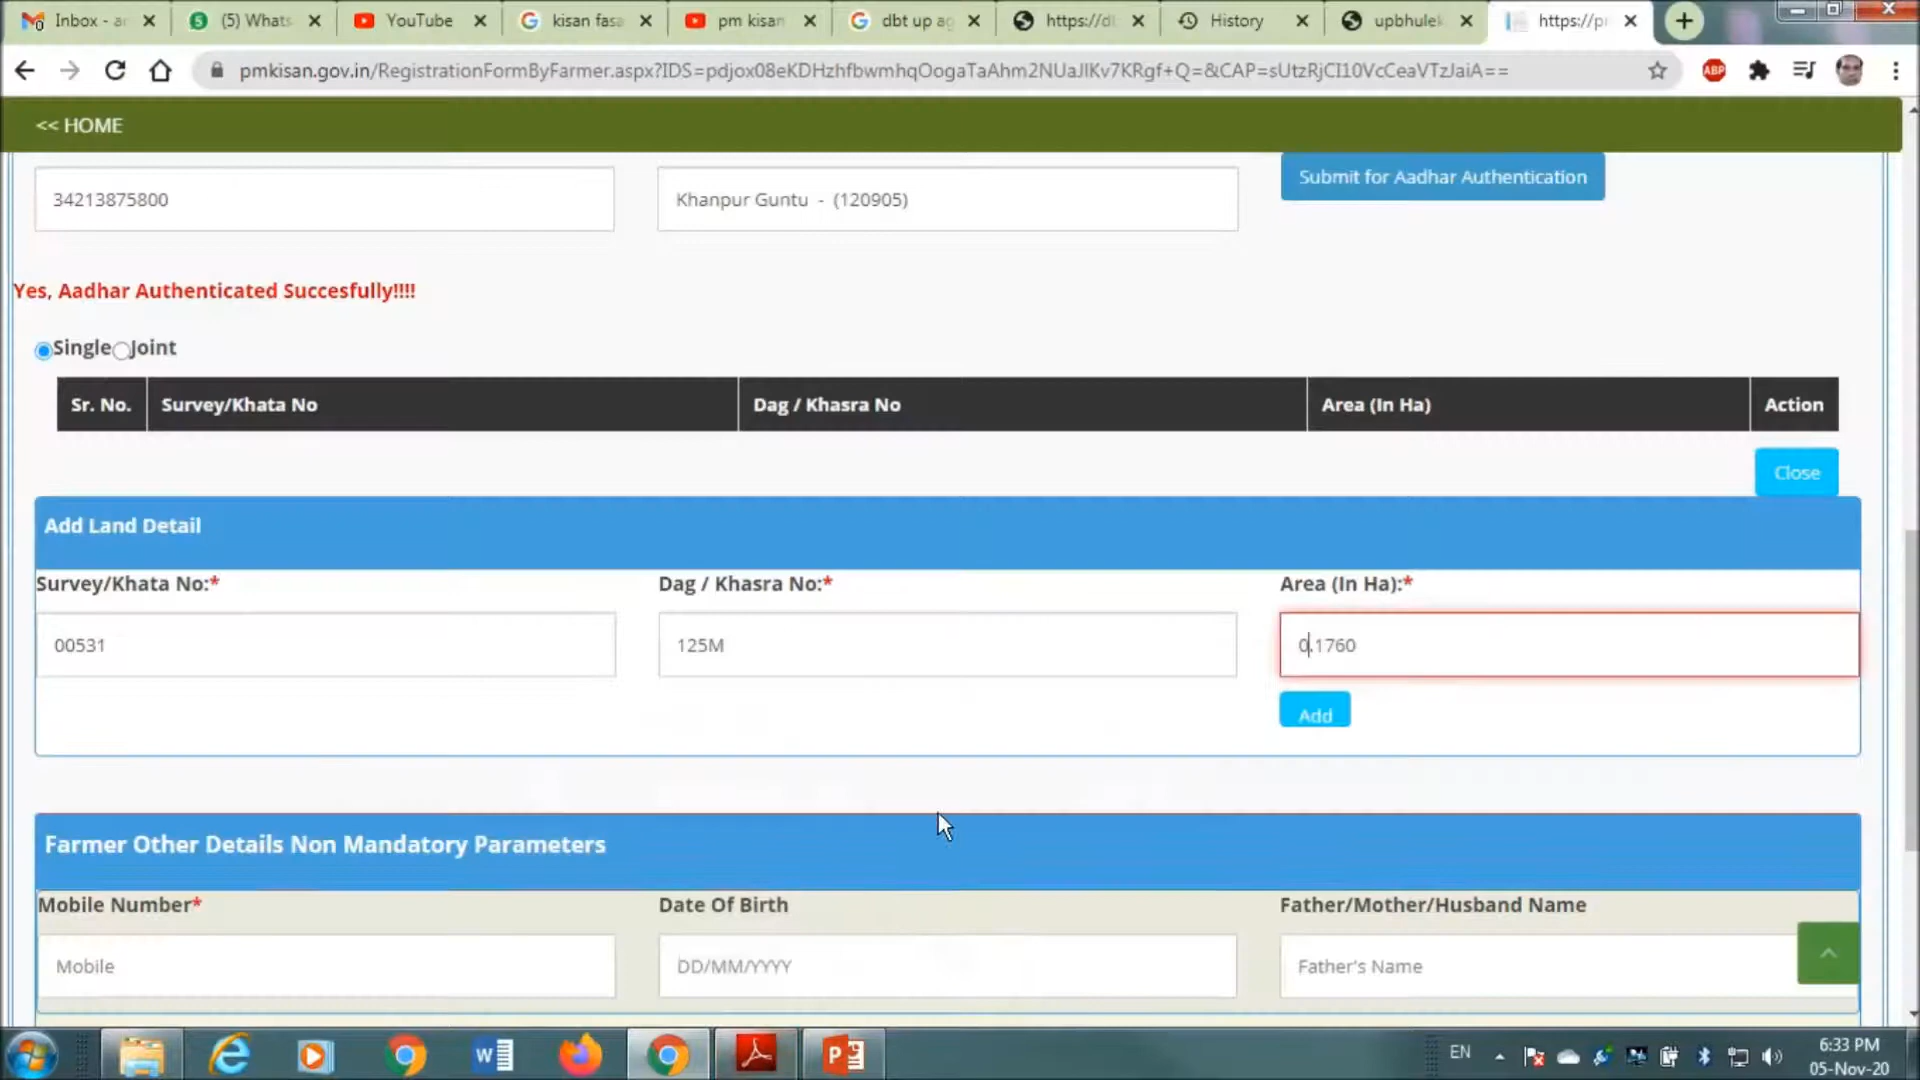 Inbox - a
(5) Whats
YouTube
kisan fasa
pm kisan
dbt up ag
https://d
History
upbhulek
https://p
pmkisan.gov.in/RegistrationFormByFarmer.aspx?IDS=pdjox08eKDHzhfbwmhqOogaTaAhm2NUaJlKv7KRgf+Q=&CAP=sUtzRjCI10VcCeaVTzJaiA==
ABP
<< HOME
34213875800
Khanpur Guntu - (120905)
Submit for Aadhar Authentication
Yes, Aadhar Authenticated Succesfully!!!!
Single Joint
Sr. No. Survey/Khata No Dag / Khasra No Area (In Ha) Action
Close
Add Land Detail
Survey/Khata No:* Dag / Khasra No:* Area (In Ha):*
00531 125M 0.1760
Add
Farmer Other Details Non Mandatory Parameters
Mobile Number* Date Of Birth Father/Mother/Husband Name
Mobile DD/MM/YYYY Father's Name
EN
6:33 PM
05-Nov-20